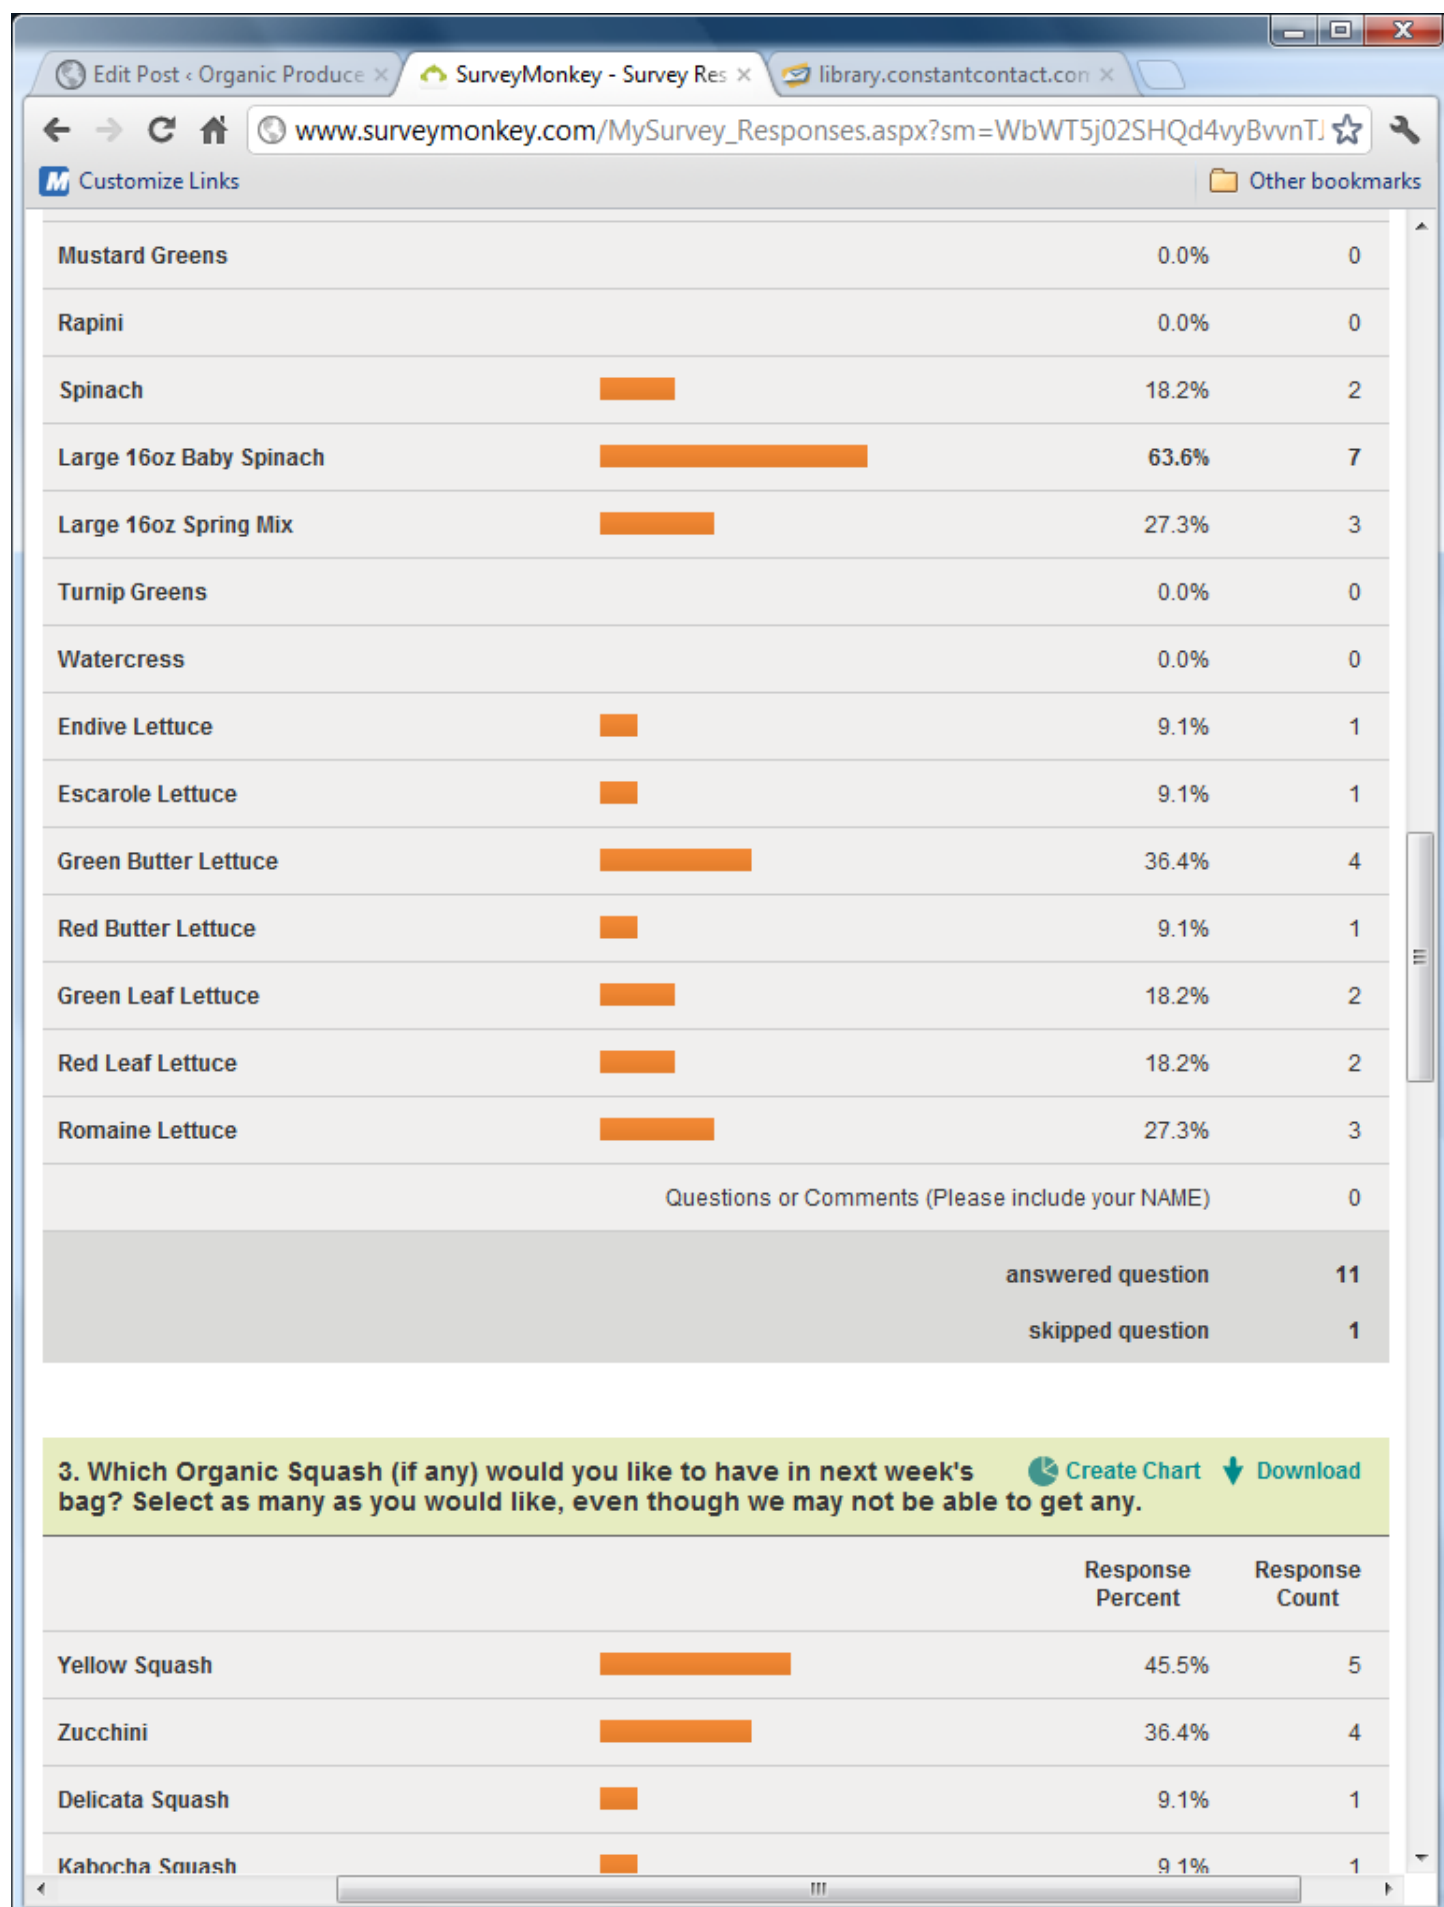 Edit Post ‹ Organic Produce
SurveyMonkey - Survey Res
library.constantcontact.con
www.surveymonkey.com/MySurvey_Responses.aspx?sm=WbWT5j02SHQd4vyBvvnTJ
Customize Links
Other bookmarks
Mustard Greens 0.0% 0
Rapini 0.0% 0
Spinach 18.2% 2
Large 16oz Baby Spinach 63.6% 7
Large 16oz Spring Mix 27.3% 3
Turnip Greens 0.0% 0
Watercress 0.0% 0
Endive Lettuce 9.1% 1
Escarole Lettuce 9.1% 1
Green Butter Lettuce 36.4% 4
Red Butter Lettuce 9.1% 1
Green Leaf Lettuce 18.2% 2
Red Leaf Lettuce 18.2% 2
Romaine Lettuce 27.3% 3
Questions or Comments (Please include your NAME) 0
answered question 11
skipped question 1
3. Which Organic Squash (if any) would you like to have in next week's
bag? Select as many as you would like, even though we may not be able to get any.
Create Chart Download
Response Percent
Response Count
Yellow Squash 45.5% 5
Zucchini 36.4% 4
Delicata Squash 9.1% 1
Kabocha Squash 9.1% 1